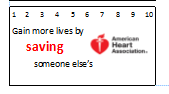 1 2 3 4 5 6 7 8 9 10
Gain more lives by
saving
American
Heart
Association.
someone else's